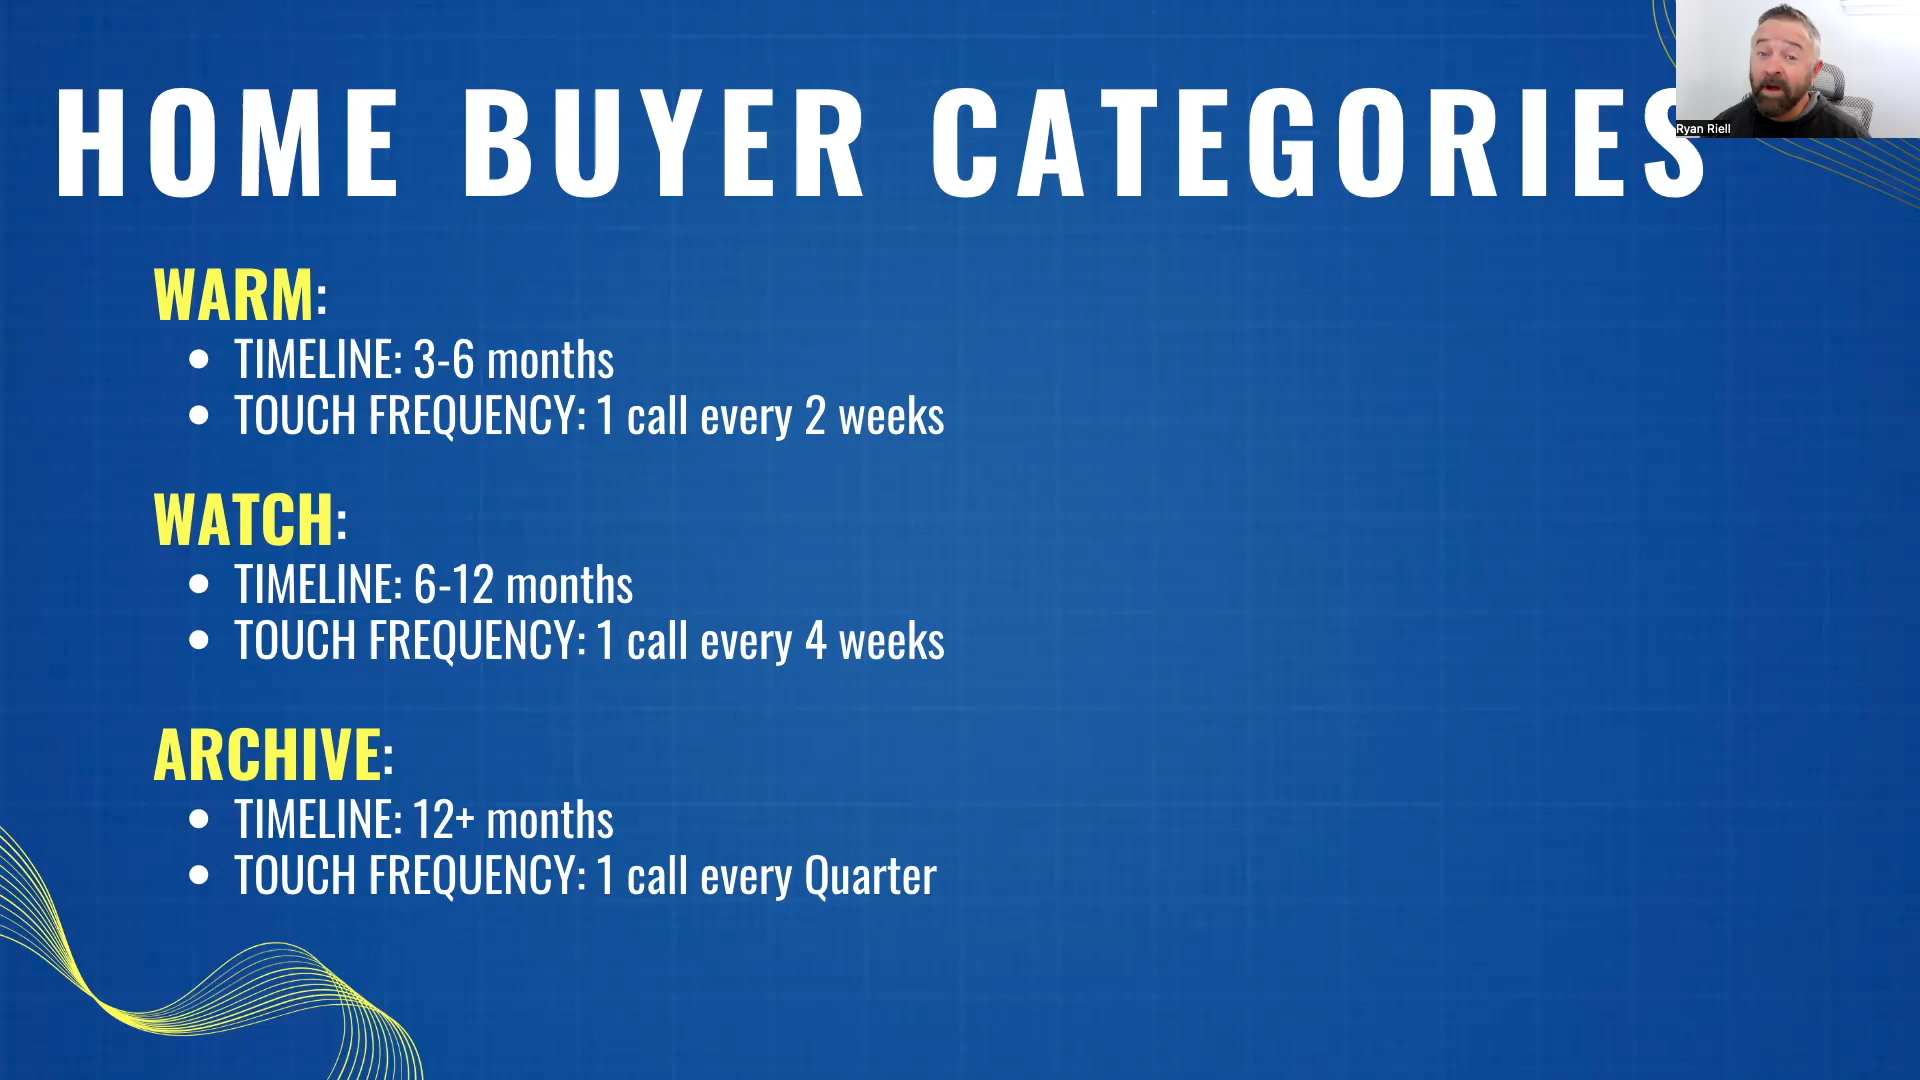 HOME BUYER CATEGORIES
Ryan Riell
WARM:
• TIMELINE: 3-6 months
• TOUCH FREQUENCY: 1 call every 2 weeks
WATCH:
• TIMELINE: 6-12 months
• TOUCH FREQUENCY: 1 call every 4 weeks
ARCHIVE:
• TIMELINE: 12+ months
• TOUCH FREQUENCY: 1 call every Quarter